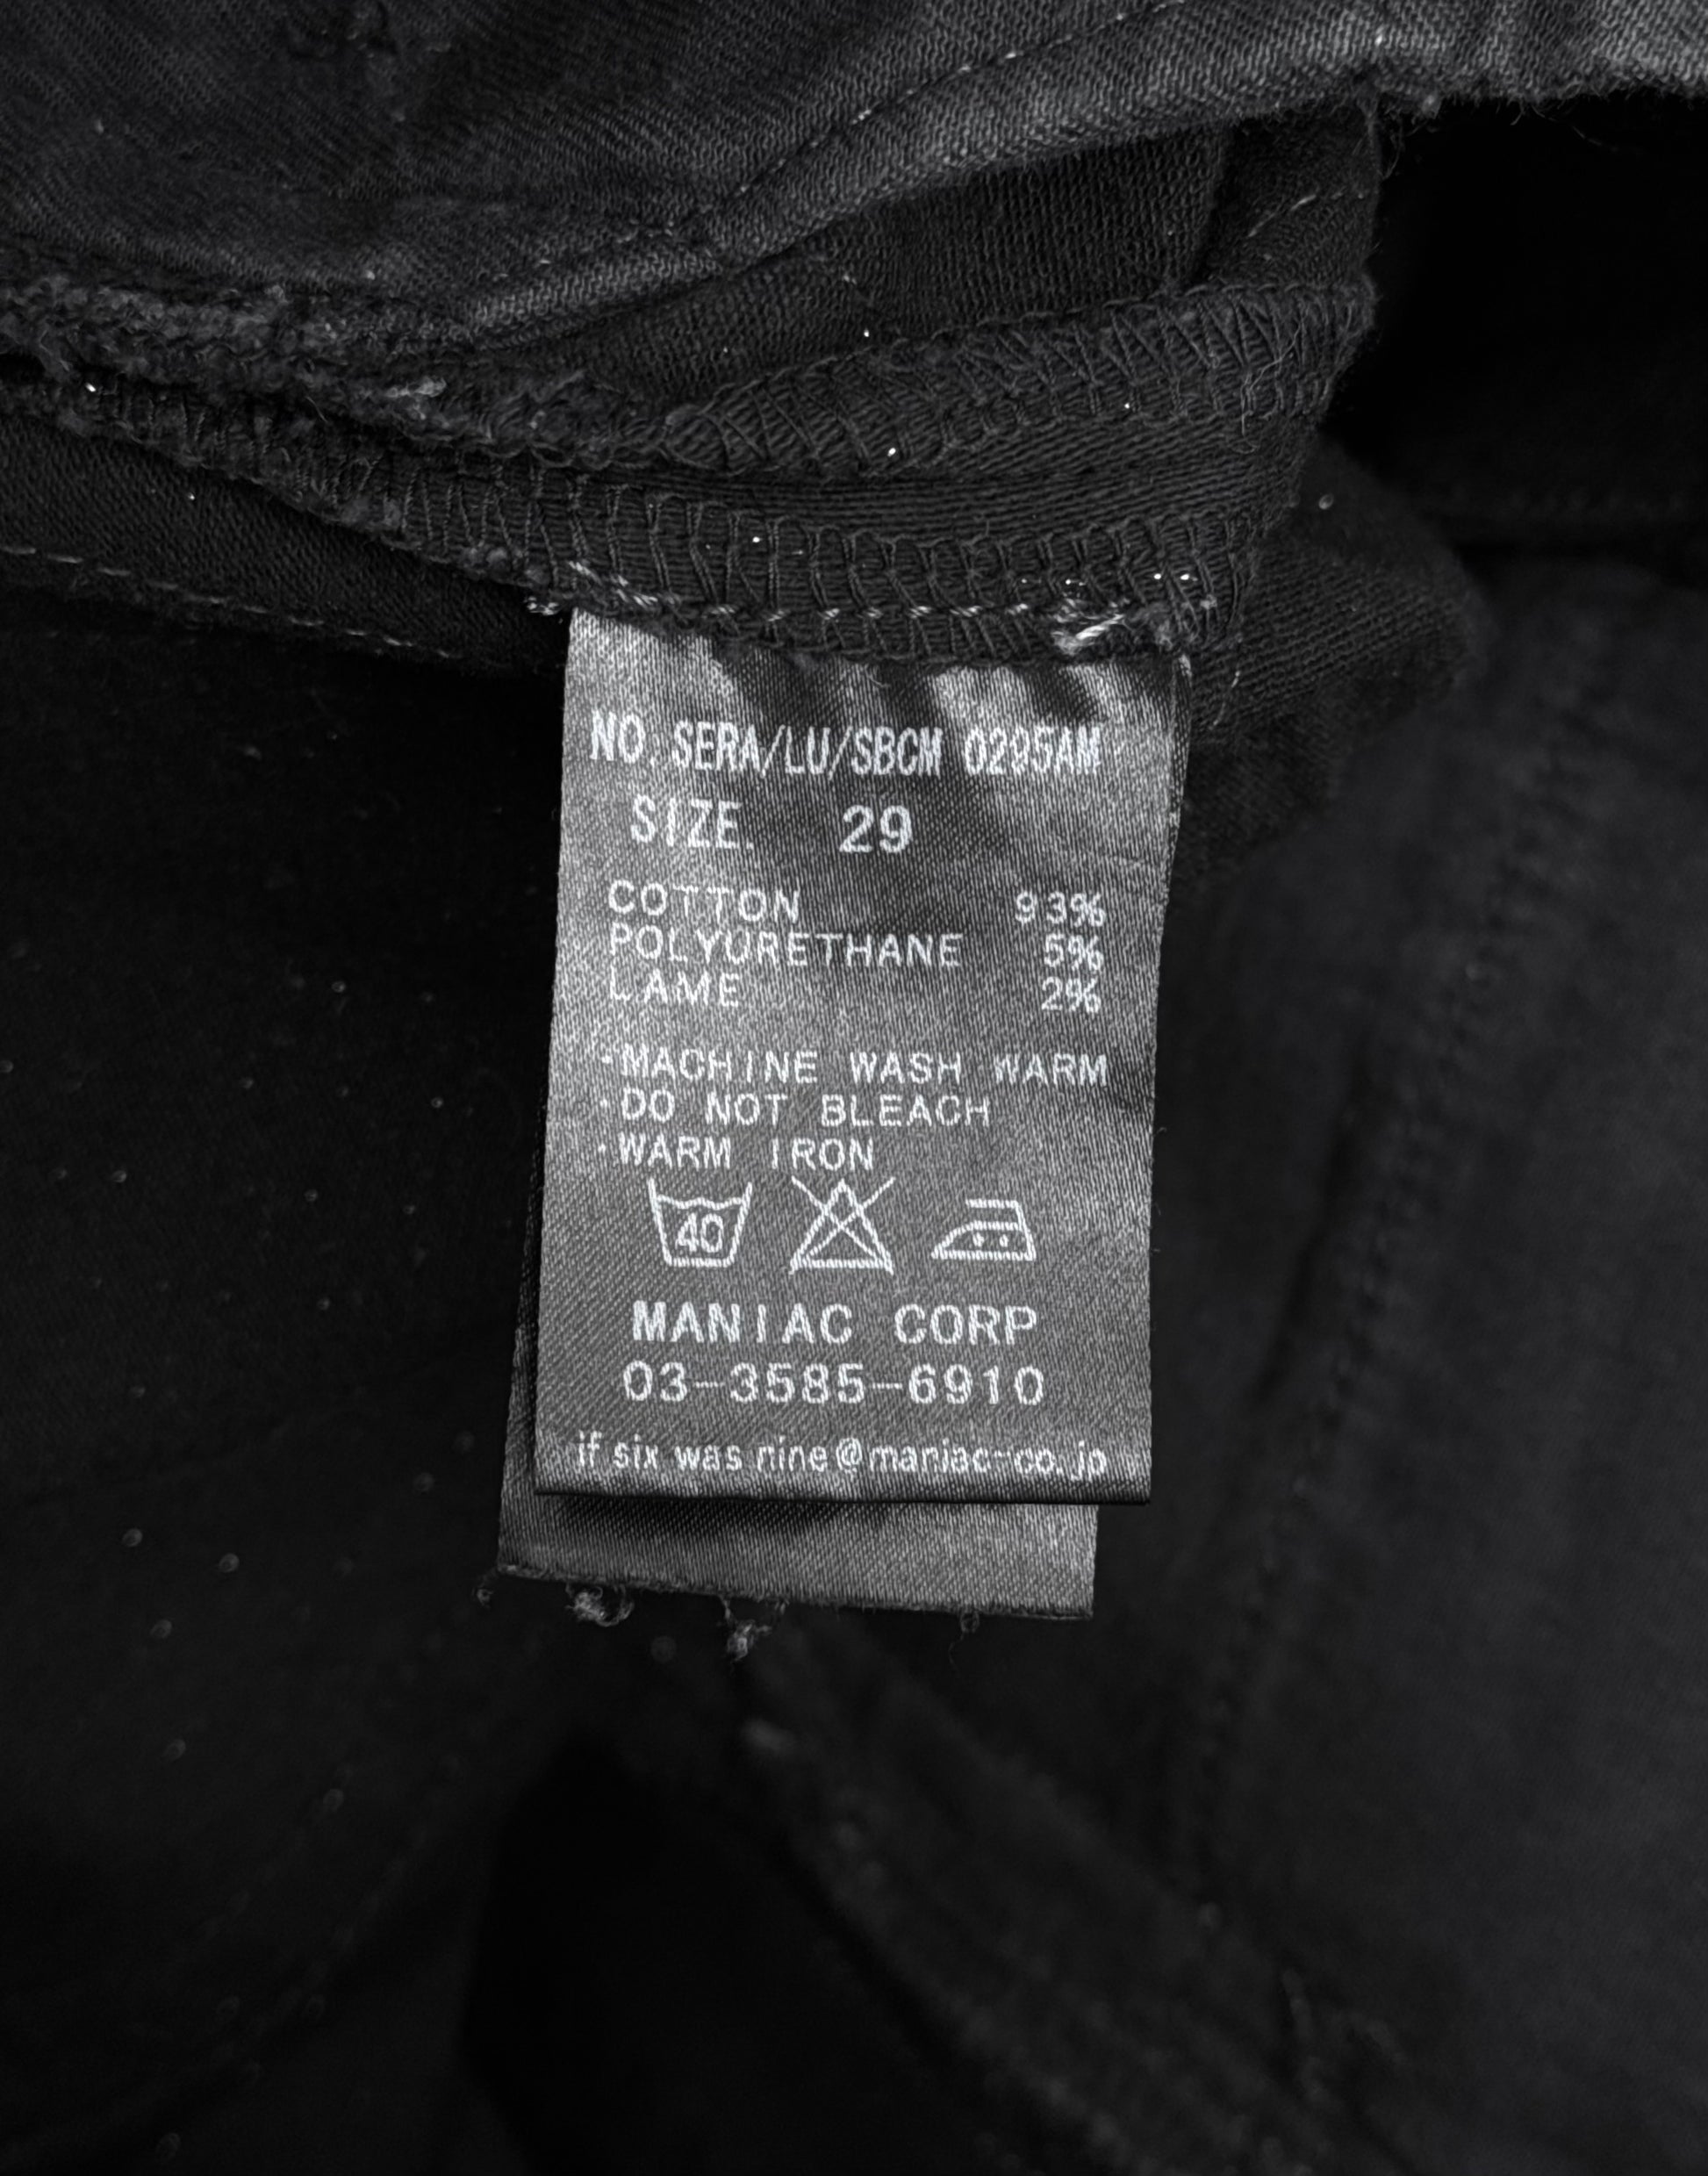 NO.SERA/LU/SBCM 0295AM
SIZE. 29
COTTON 93%
POLYURETHANE 5%
LAME 2%
・MACHINE WASH WARM
・DO NOT BLEACH
・WARM IRON
40
MANIAC CORP
03-3585-6910
if six was nine@maniac-co.jp